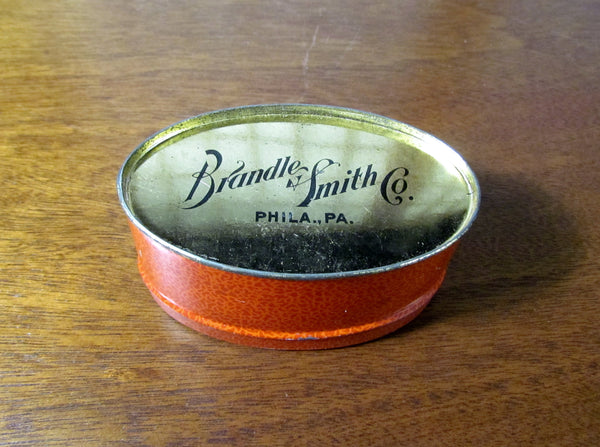 Brandle & Smith Co.
PHILA., PA.